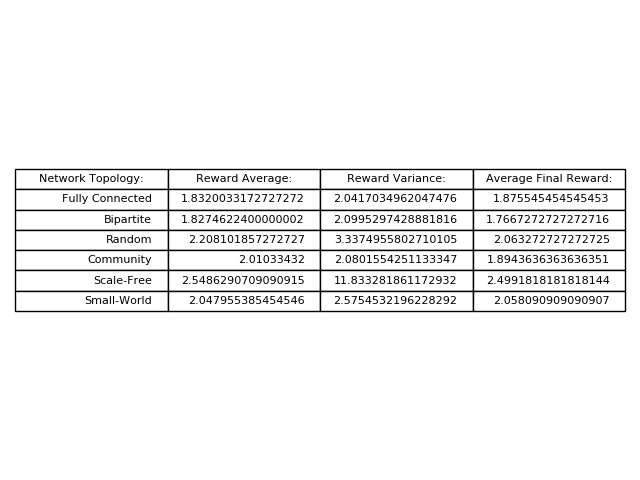 Network Topology: Reward Average: Reward Variance: Average Final Reward:
Fully Connected 1.8320033172727272 2.0417034962047476 1.875545454545453
Bipartite 1.8274622400000002 2.0995297428881816 1.7667272727272716
Random 2.208101857272727 3.3374955802710105 2.063272727272725
Community 2.01033432 2.0801554251133347 1.8943636363636351
Scale-Free 2.5486290709090915 11.833281861172932 2.4991818181818144
Small-World 2.047955385454546 2.5754532196228292 2.058090909090907